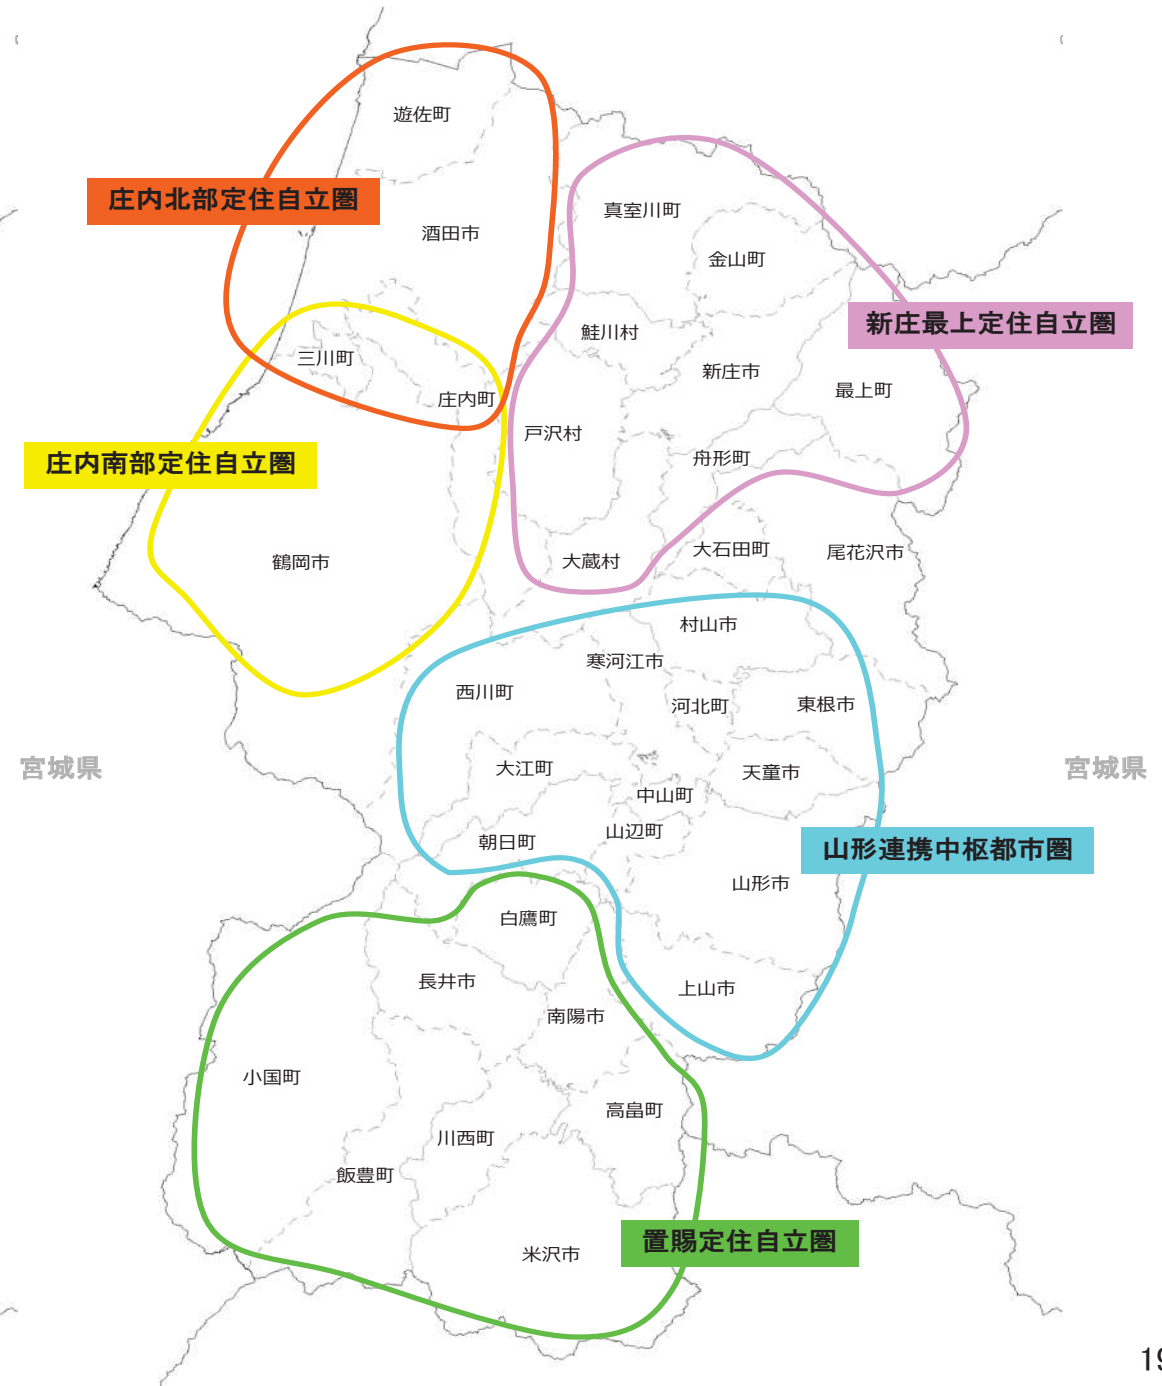 遊佐町
庄内北部定住自立圏
真室川町
酒田市
金山町
新庄最上定住自立圏
鮭川村
三川町
新庄市
最上町
庄内町
戸沢村
庄内南部定住自立圏
舟形町
大石田町
尾花沢市
鶴岡市
大蔵村
村山市
寒河江市
西川町
河北町
東根市
宮城県
大江町
天童市
宮城県
中山町
山辺町
朝日町
山形連携中枢都市圏
山形市
白鷹町
長井市
上山市
南陽市
小国町
高畠町
川西町
飯豊町
置賜定住自立圏
米沢市
19